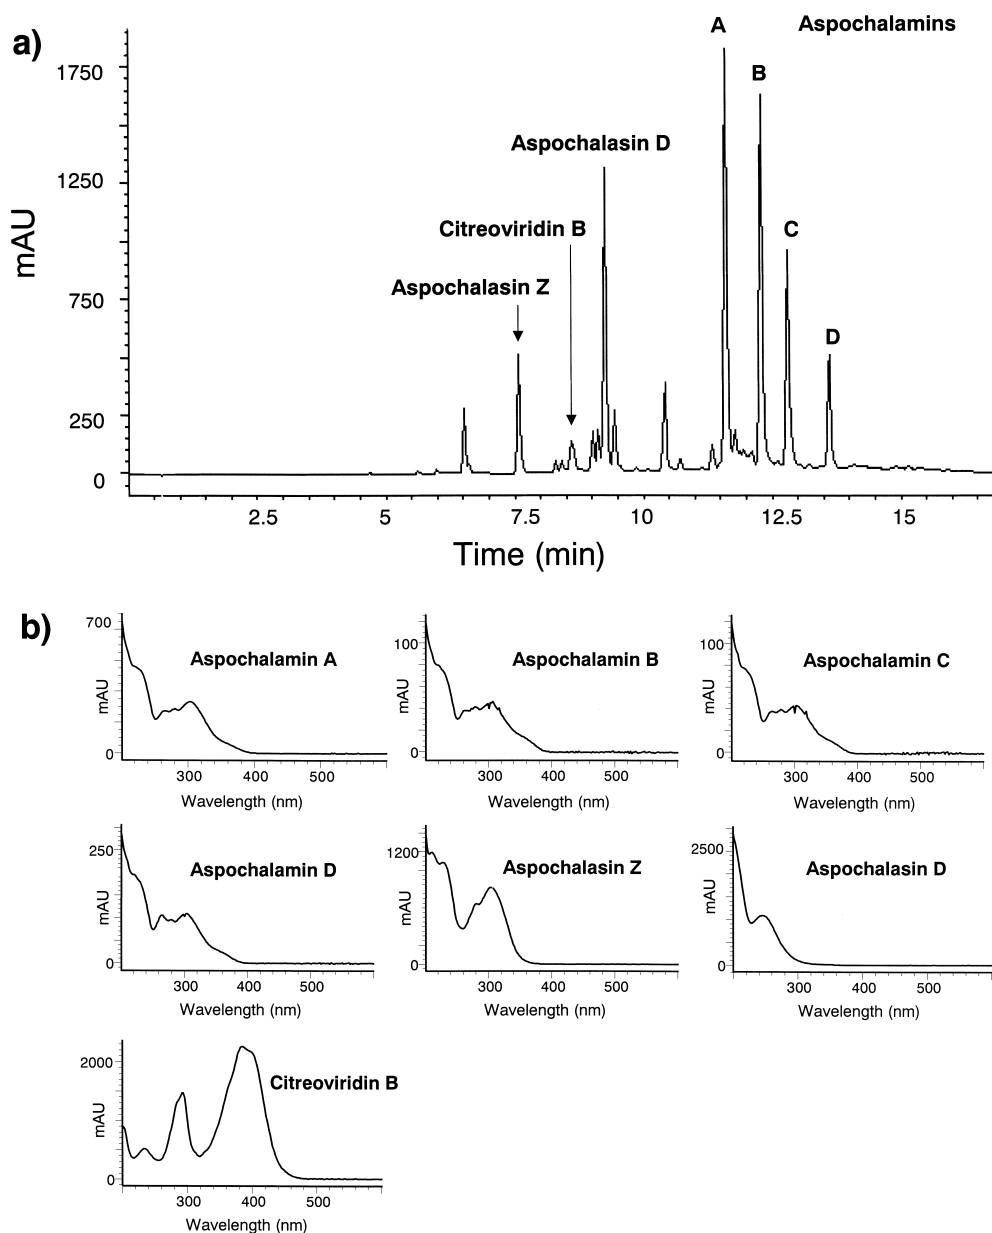 a)
A
Aspochalamins
1750
B
Aspochalasin D
1250
mAU
Citreoviridin B
C
Aspochalasin Z
750
D
250
0
2.5 5 7.5 10 12.5 15
Time (min)
b)
700
mAU
Aspochalamin A
0
300 400 500
Wavelength (nm)
100
mAU
Aspochalamin B
0
300 500
Wavelength (nm)
100
mAU
Aspochalamin C
0
300 500
Wavelength (nm)
250
mAU
Aspochalamin D
0
300 500
Wavelength (nm)
1200
mAU
Aspochalasin Z
0
300 500
Wavelength (nm)
2500
mAU
Aspochalasin D
0
300 400 500
Wavelength (nm)
2000
mAU
Citreoviridin B
0
300 400 500
Wavelength (nm)